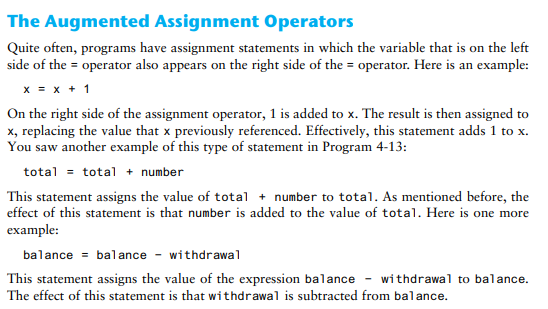 The Augmented Assignment Operators
Quite often, programs have assignment statements in which the variable that is on the left
side of the = operator also appears on the right side of the = operator. Here is an example:
x = x + 1
On the right side of the assignment operator, 1 is added to x. The result is then assigned to
x, replacing the value that x previously referenced. Effectively, this statement adds 1 to x.
You saw another example of this type of statement in Program 4-13:
total = total + number
This statement assigns the value of total + number to total. As mentioned before, the
effect of this statement is that number is added to the value of total. Here is one more
example:
balance = balance − withdrawal
This statement assigns the value of the expression balance − withdrawal to balance.
The effect of this statement is that withdrawal is subtracted from balance.